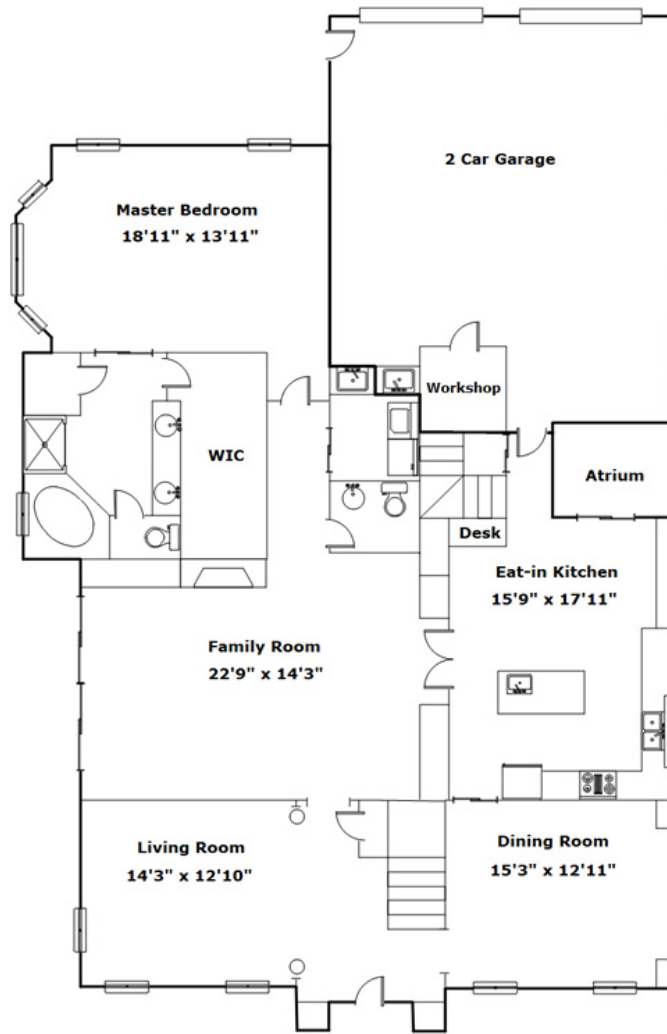 2 Car Garage
Master Bedroom
18'11" x 13'11"
Workshop
WIC
Atrium
Desk
Eat-in Kitchen
15'9" x 17'11"
Family Room
22'9" x 14'3"
Living Room
14'3" x 12'10"
Dining Room
15'3" x 12'11"